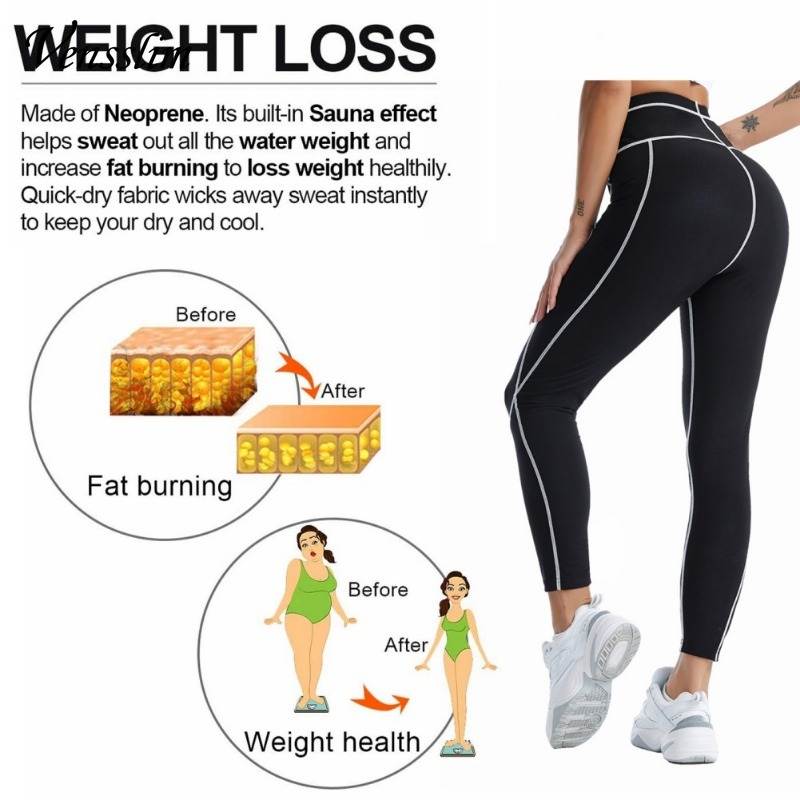 WEIGHT LOSS
Vensslim
Made of Neoprene. Its built-in Sauna effect
helps sweat out all the water weight and
increase fat burning to loss weight healthily.
Quick-dry fabric wicks away sweat instantly
to keep your dry and cool.
Before
After
Fat burning
Before
After
Weight health
ONE